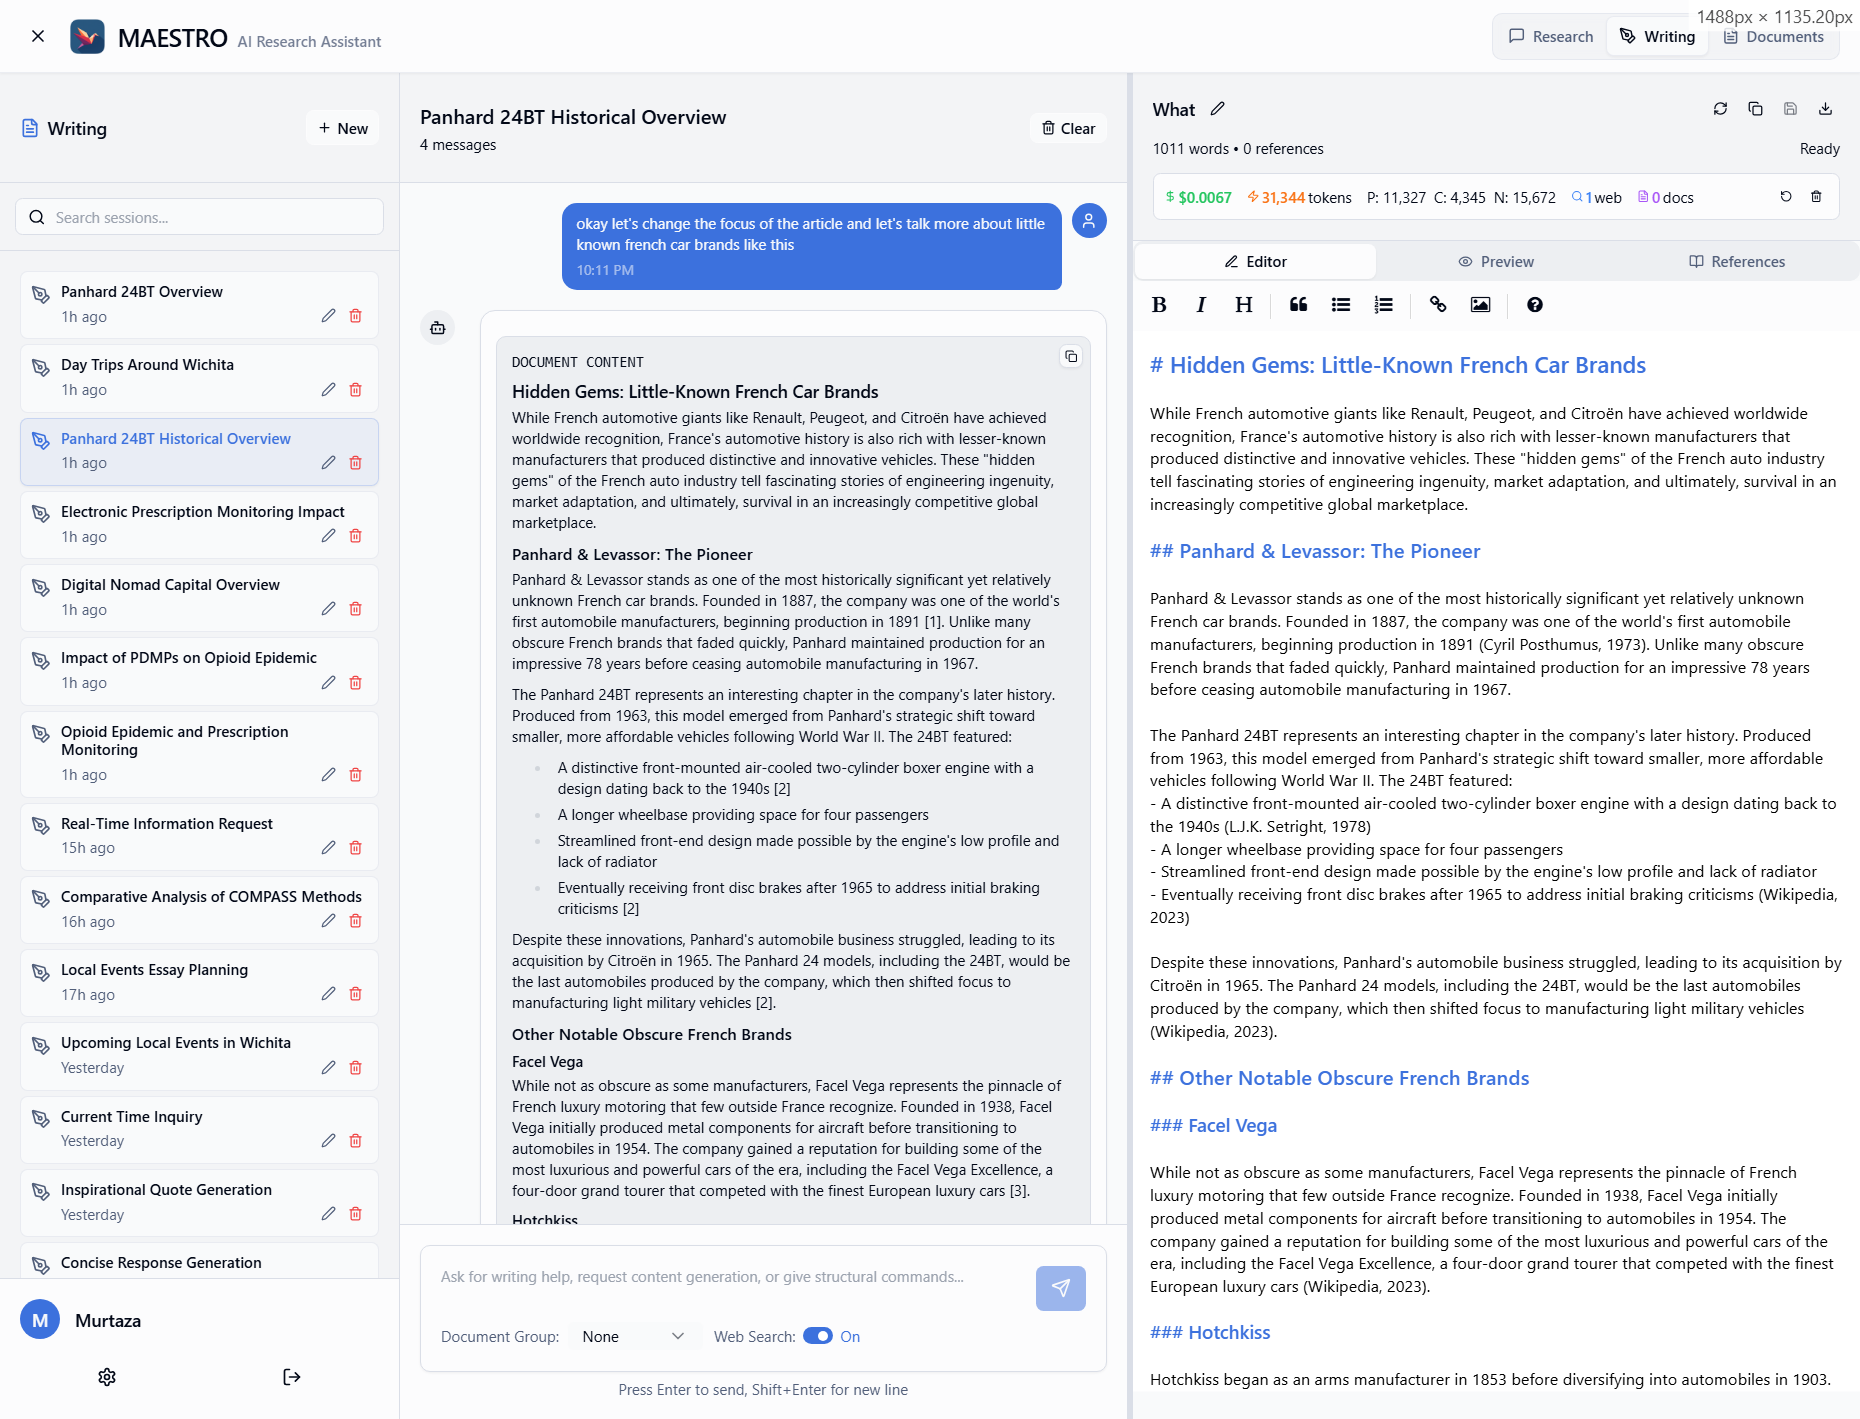 MAESTRO AI Research Assistant
1488px × 1135.20px
Research
Writing
Documents
Writing
+ New
Search sessions...
Panhard 24BT Overview
1h ago
Day Trips Around Wichita
1h ago
Panhard 24BT Historical Overview
1h ago
Electronic Prescription Monitoring Impact
1h ago
Digital Nomad Capital Overview
1h ago
Impact of PDMPs on Opioid Epidemic
1h ago
Opioid Epidemic and Prescription
Monitoring
1h ago
Real-Time Information Request
15h ago
Comparative Analysis of COMPASS Methods
16h ago
Local Events Essay Planning
17h ago
Upcoming Local Events in Wichita
Yesterday
Current Time Inquiry
Yesterday
Inspirational Quote Generation
Yesterday
Concise Response Generation
M Murtaza
Panhard 24BT Historical Overview
4 messages
Clear
okay let's change the focus of the article and let's talk more about little
known french car brands like this
10:11 PM
DOCUMENT CONTENT
Hidden Gems: Little-Known French Car Brands
While French automotive giants like Renault, Peugeot, and Citroën have achieved
worldwide recognition, France's automotive history is also rich with lesser-known
manufacturers that produced distinctive and innovative vehicles. These "hidden
gems" of the French auto industry tell fascinating stories of engineering ingenuity,
market adaptation, and ultimately, survival in an increasingly competitive global
marketplace.
Panhard & Levassor: The Pioneer
Panhard & Levassor stands as one of the most historically significant yet relatively
unknown French car brands. Founded in 1887, the company was one of the world's
first automobile manufacturers, beginning production in 1891 [1]. Unlike many
obscure French brands that faded quickly, Panhard maintained production for an
impressive 78 years before ceasing automobile manufacturing in 1967.
The Panhard 24BT represents an interesting chapter in the company's later history.
Produced from 1963, this model emerged from Panhard's strategic shift toward
smaller, more affordable vehicles following World War II. The 24BT featured:
A distinctive front-mounted air-cooled two-cylinder boxer engine with a
design dating back to the 1940s [2]
A longer wheelbase providing space for four passengers
Streamlined front-end design made possible by the engine's low profile and
lack of radiator
Eventually receiving front disc brakes after 1965 to address initial braking
criticisms [2]
Despite these innovations, Panhard's automobile business struggled, leading to its
acquisition by Citroën in 1965. The Panhard 24 models, including the 24BT, would be
the last automobiles produced by the company, which then shifted focus to
manufacturing light military vehicles [2].
Other Notable Obscure French Brands
Facel Vega
While not as obscure as some manufacturers, Facel Vega represents the pinnacle of
French luxury motoring that few outside France recognize. Founded in 1938, Facel
Vega initially produced metal components for aircraft before transitioning to
automobiles in 1954. The company gained a reputation for building some of the
most luxurious and powerful cars of the era, including the Facel Vega Excellence, a
four-door grand tourer that competed with the finest European luxury cars [3].
Hotchkiss
Ask for writing help, request content generation, or give structural commands...
Document Group: None Web Search: On
Press Enter to send, Shift+Enter for new line
What
1011 words • 0 references
Ready
$ $0.0067 31,344 tokens P: 11,327 C: 4,345 N: 15,672 1 web 0 docs
Editor
Preview
References
B I H
# Hidden Gems: Little-Known French Car Brands
While French automotive giants like Renault, Peugeot, and Citroën have achieved worldwide
recognition, France's automotive history is also rich with lesser-known manufacturers that
produced distinctive and innovative vehicles. These "hidden gems" of the French auto industry
tell fascinating stories of engineering ingenuity, market adaptation, and ultimately, survival in an
increasingly competitive global marketplace.
## Panhard & Levassor: The Pioneer
Panhard & Levassor stands as one of the most historically significant yet relatively unknown
French car brands. Founded in 1887, the company was one of the world's first automobile
manufacturers, beginning production in 1891 (Cyril Posthumus, 1973). Unlike many obscure
French brands that faded quickly, Panhard maintained production for an impressive 78 years
before ceasing automobile manufacturing in 1967.
The Panhard 24BT represents an interesting chapter in the company's later history. Produced
from 1963, this model emerged from Panhard's strategic shift toward smaller, more affordable
vehicles following World War II. The 24BT featured:
- A distinctive front-mounted air-cooled two-cylinder boxer engine with a design dating back to
the 1940s (L.J.K. Setright, 1978)
- A longer wheelbase providing space for four passengers
- Streamlined front-end design made possible by the engine's low profile and lack of radiator
- Eventually receiving front disc brakes after 1965 to address initial braking criticisms (Wikipedia,
2023)
Despite these innovations, Panhard's automobile business struggled, leading to its acquisition by
Citroën in 1965. The Panhard 24 models, including the 24BT, would be the last automobiles
produced by the company, which then shifted focus to manufacturing light military vehicles
(Wikipedia, 2023).
## Other Notable Obscure French Brands
### Facel Vega
While not as obscure as some manufacturers, Facel Vega represents the pinnacle of French
luxury motoring that few outside France recognize. Founded in 1938, Facel Vega initially
produced metal components for aircraft before transitioning to automobiles in 1954. The
company gained a reputation for building some of the most luxurious and powerful cars of the
era, including the Facel Vega Excellence, a four-door grand tourer that competed with the finest
European luxury cars (Wikipedia, 2023).
### Hotchkiss
Hotchkiss began as an arms manufacturer in 1853 before diversifying into automobiles in 1903.